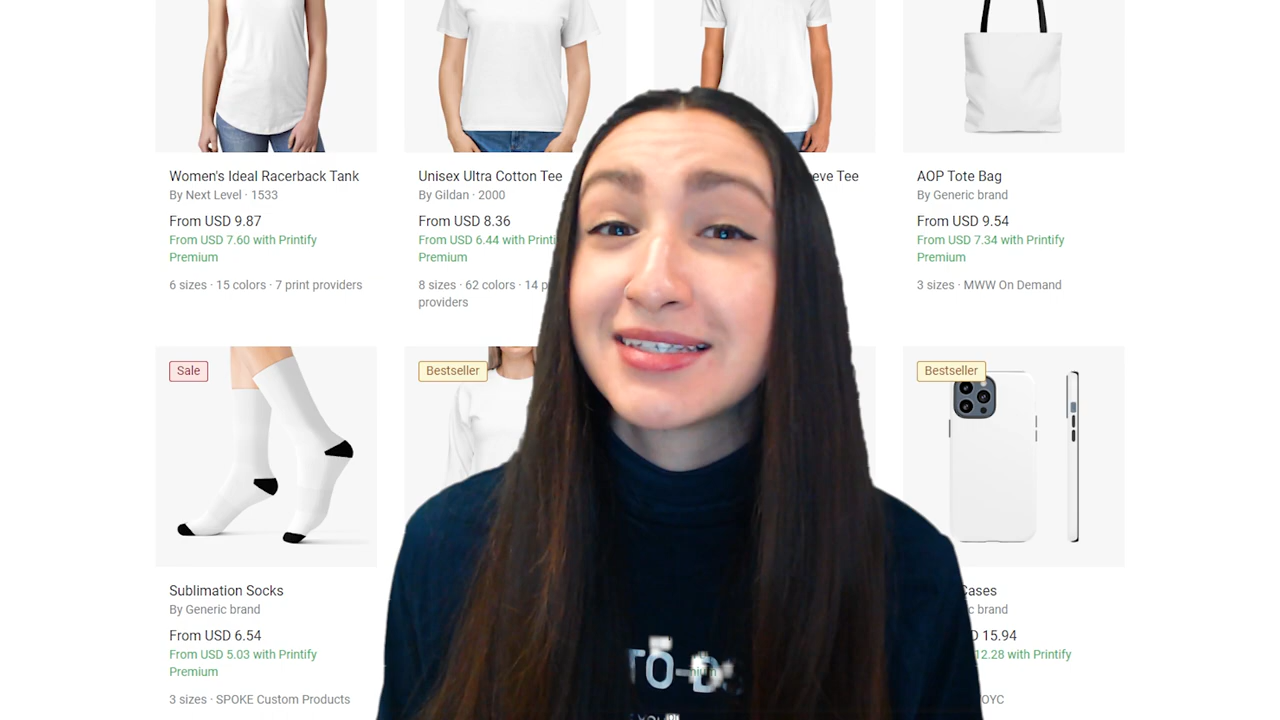 Women's Ideal Racerback Tank
By Next Level · 1533
From USD 9.87
From USD 7.60 with Printify
Premium
6 sizes · 15 colors · 7 print providers
Unisex Ultra Cotton Tee
By Gildan · 2000
From USD 8.36
From USD 6.44 with
Premium
8 sizes · 62 colors · 14
providers
Tee
AOP Tote Bag
By Generic brand
From USD 9.54
From USD 7.34 with Printify
Premium
3 sizes · MWW On Demand
Sale
Bestseller
Bestseller
Sublimation Socks
By Generic brand
From USD 6.54
From USD 5.03 with Printify
Premium
3 sizes · SPOKE Custom Products
Cases
brand
15.94
12.28 with Printify
TO-D